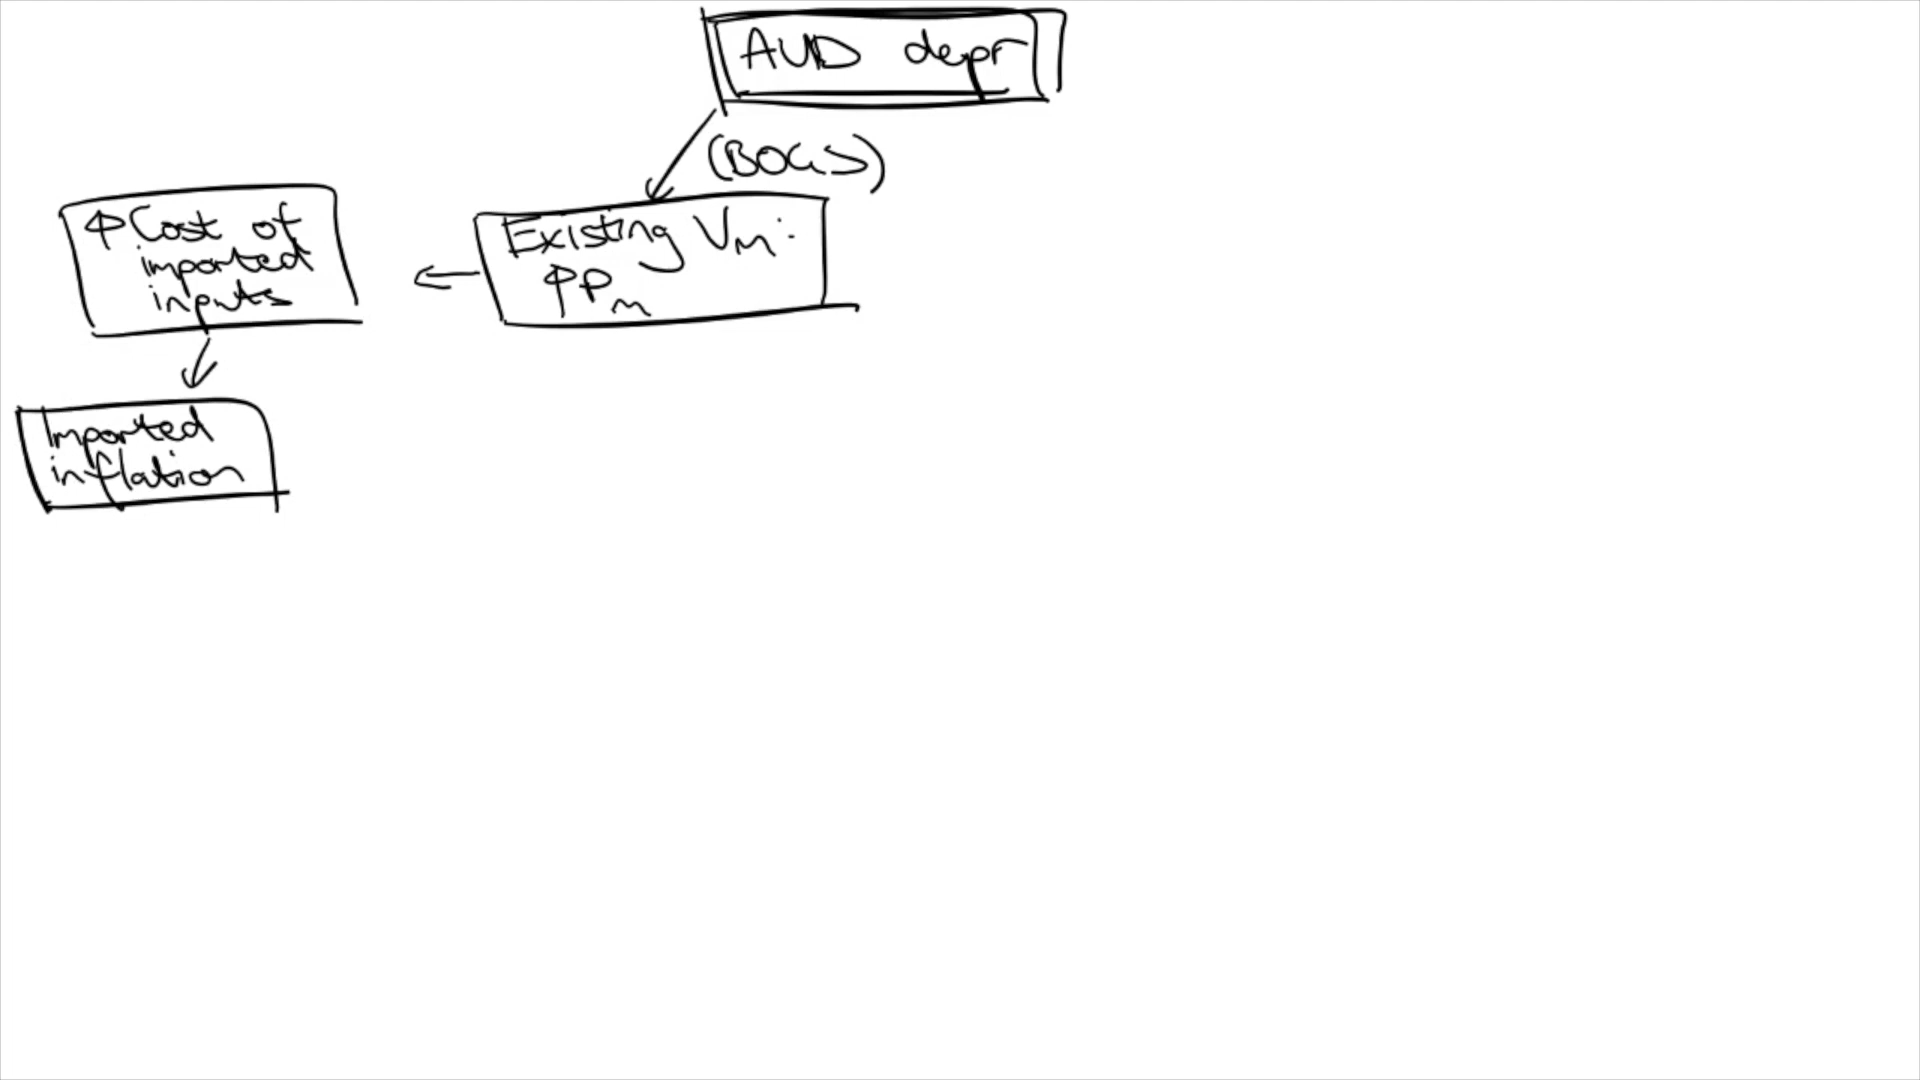 AUD depr
(BOGS)
↑Cost of
imported
inputs
Existing Vm:
↑Pm
Imported
inflation